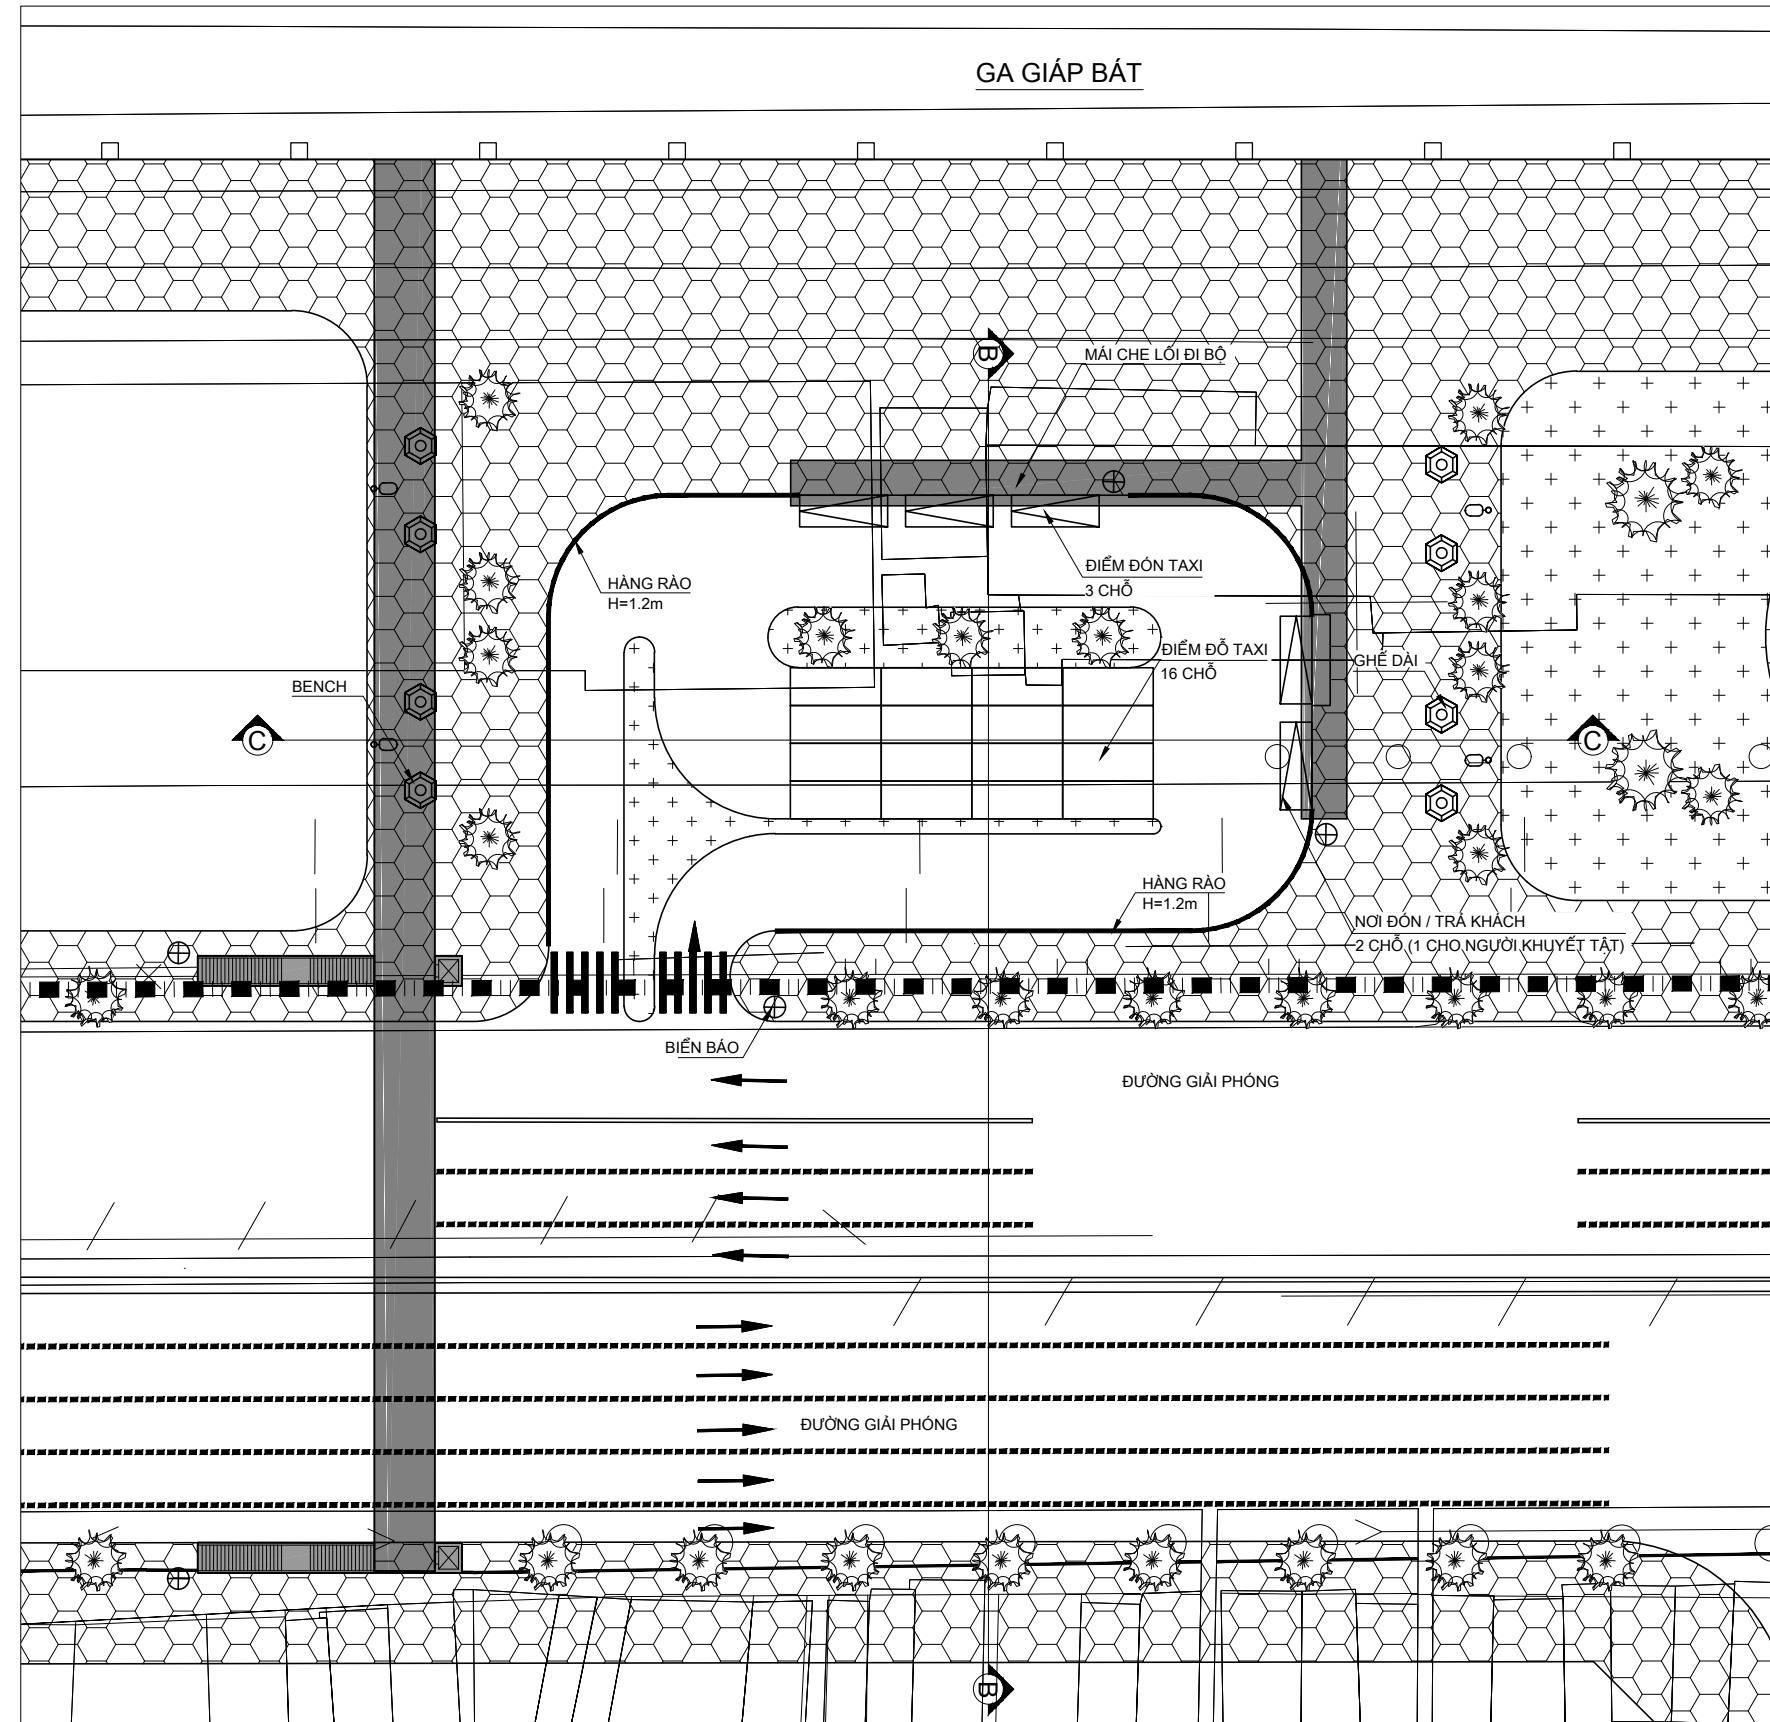 GA GIÁP BÁT
B
MÁI CHE LỐI ĐI BỘ
ĐIỂM ĐÓN TAXI
3 CHỖ
HÀNG RÀO
H=1.2m
ĐIỂM ĐỖ TAXI
16 CHỖ
GHẾ DÀI
BENCH
C
C
HÀNG RÀO
H=1.2m
NƠI ĐÓN / TRẢ KHÁCH
2 CHỖ (1 CHO NGƯỜI KHUYẾT TẬT)
BIỂN BÁO
ĐƯỜNG GIẢI PHÓNG
ĐƯỜNG GIẢI PHÓNG
B